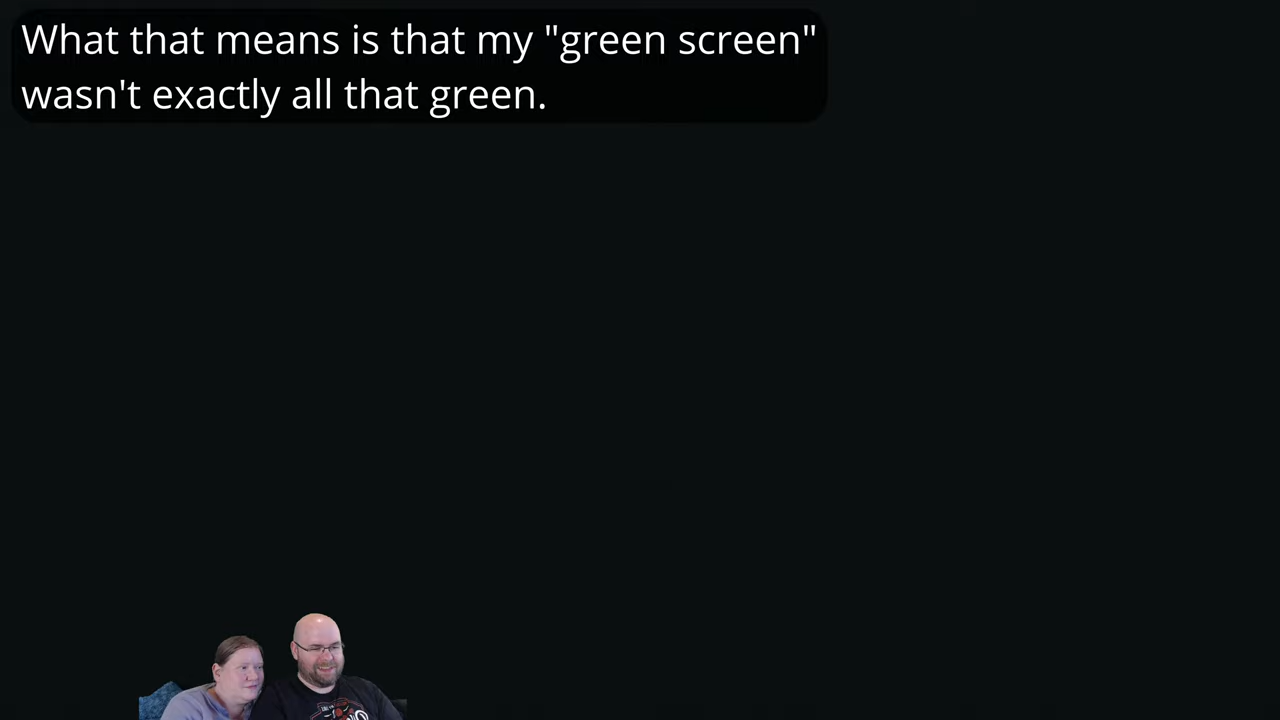 What that means is that my "green screen"
wasn't exactly all that green.